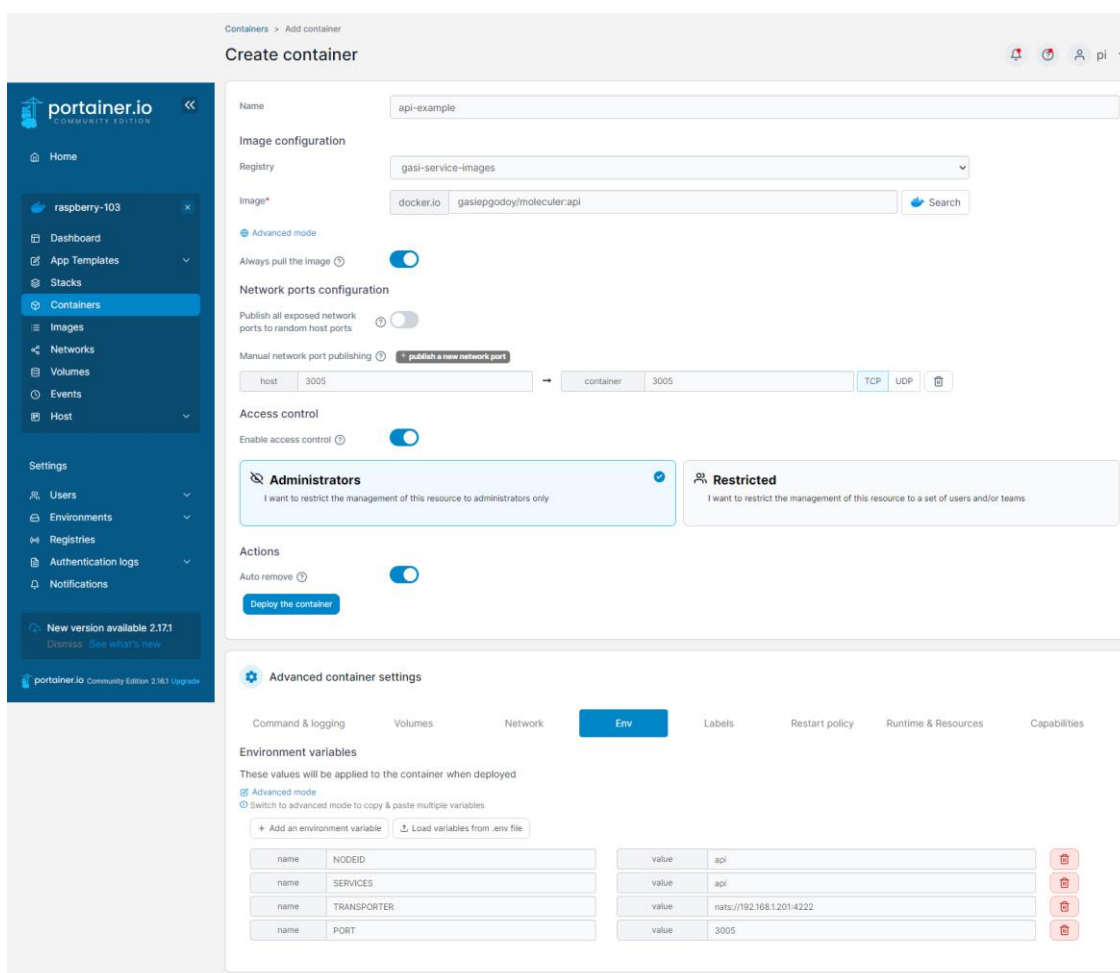 Containers > Add container
Create container
pi
portainer.io
COMMUNITY EDITION
Home
raspberry-103
Dashboard
App Templates
Stacks
Containers
Images
Networks
Volumes
Events
Host
Settings
Users
Environments
Registries
Authentication logs
Notifications
New version available 2.17.1
Dismiss See what's new
portainer.io Community Edition 2.16.1 Upgrade
Name api-example
Image configuration
Registry gasi-service-images
Image* docker.io gasiepgodoy/moleculer:api Search
Advanced mode
Always pull the image
Network ports configuration
Publish all exposed network
ports to random host ports
Manual network port publishing + publish a new network port
host 3005 → container 3005 TCP UDP
Access control
Enable access control
Administrators
I want to restrict the management of this resource to administrators only
Restricted
I want to restrict the management of this resource to a set of users and/or teams
Actions
Auto remove
Deploy the container
Advanced container settings
Command & logging Volumes Network Env Labels Restart policy Runtime & Resources Capabilities
Environment variables
These values will be applied to the container when deployed
Advanced mode
Switch to advanced mode to copy & paste multiple variables
+ Add an environment variable Load variables from .env file
name NODEID value api
name SERVICES value api
name TRANSPORTER value nats://192.168.1.201:4222
name PORT value 3005